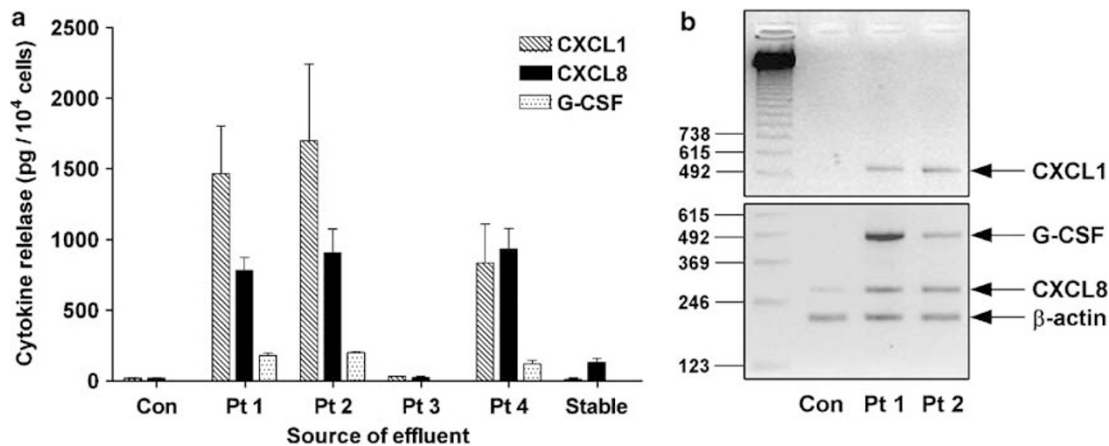 a
2500
2000
1500
1000
500
0
Cytokine relelase (pg / 10⁴ cells)
CXCL1
CXCL8
G-CSF
Con Pt 1 Pt 2 Pt 3 Pt 4 Stable
Source of effluent
b
738
615
492
CXCL1
615
492
369
246
123
G-CSF
CXCL8
β-actin
Con Pt 1 Pt 2